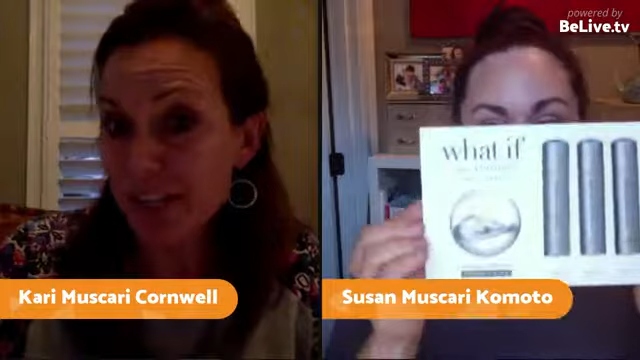 powered by
BeLive.tv
what if
Kari Muscari Cornwell
Susan Muscari Komoto